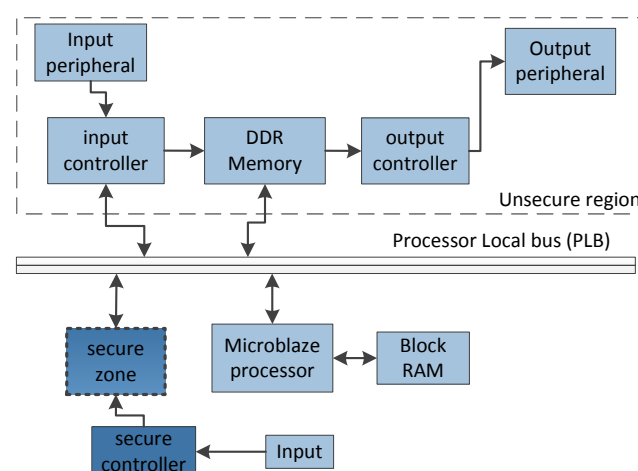 Input
peripheral
Output
peripheral
input
controller
DDR
Memory
output
controller
Unsecure region
Processor Local bus (PLB)
secure
zone
Microblaze
processor
Block
RAM
secure
controller
Input